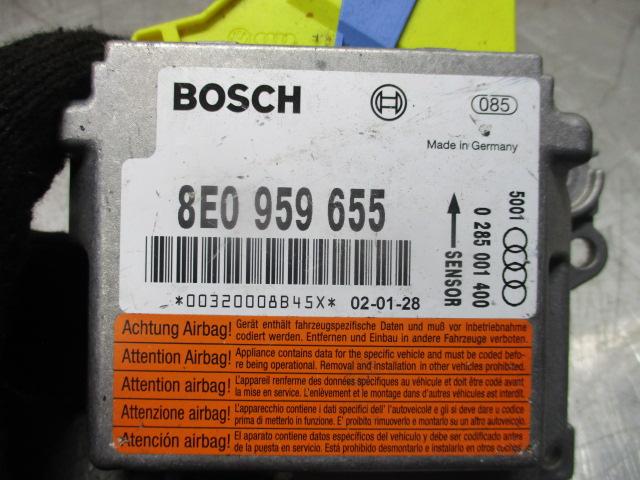 BOSCH
085
Made in Germany
8E0 959 655
*00320008B45X* 02-01-28
SENSOR
0 285 001 400
5001
Achtung Airbag! Gerät enthält fahrzeugspezifische Daten und muß vor Inbetriebnahme
codiert werden. Entfernen und Einbau in andere Fahrzeuge verboten.
Attention Airbag! Appliance contains data for the specific vehicle and must be coded befo-
re being operational. Removal and installation in other vehicles prohibited.
Attention airbag! L'appareil renferme des données spécifiques au véhicule et doit être codé avant
la mise en service. L'enlèvement et le montage dans d'autres véhicules est interdit.
Attenzione airbag! L'apparecchio contiene i dati specifici dell' l'autoveicolo e gli si deve dare u codice
prima di metterlo in funzione. E' proibito rimuoverlo e montarlo su un altro autoveicolo.
Atención airbag! El aparato contiene datos específicos del vehículo y debe ser codificado antes
de la puesta en servicio. Está prohibido desmontarlo e instalarlo en otros coches